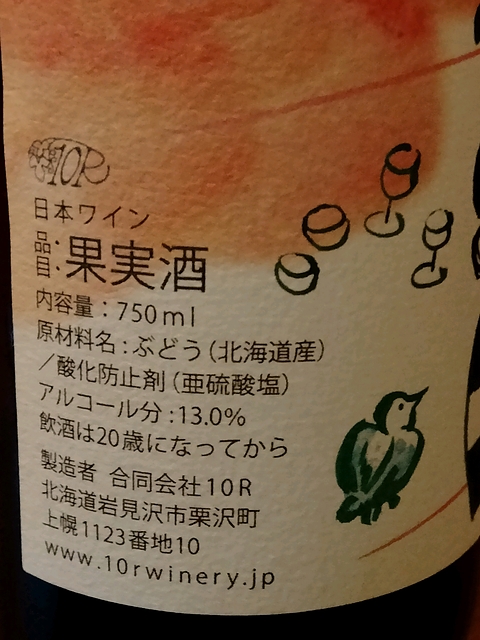 10R
日本ワイン
品目:果実酒
内容量:750ml
原材料名:ぶどう(北海道産)
/酸化防止剤(亜硫酸塩)
アルコール分:13.0%
飲酒は20歳になってから
製造者 合同会社10R
北海道岩見沢市栗沢町
上幌1123番地10
www.10rwinery.jp